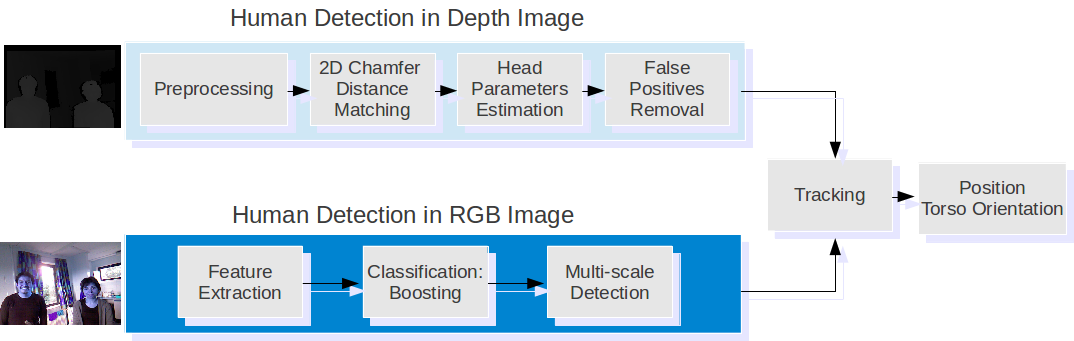 Human Detection in Depth Image
Preprocessing
2D Chamfer
Distance
Matching
Head
Parameters
Estimation
False
Positives
Removal
Tracking
Position
Torso Orientation
Human Detection in RGB Image
Feature
Extraction
Classification:
Boosting
Multi-scale
Detection